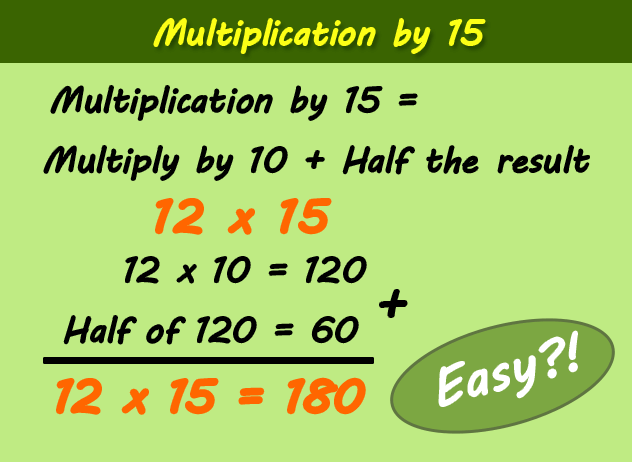 Multiplication by 15
Multiplication by 15 =
Multiply by 10 + Half the result
12 x 15
12 x 10 = 120
+
Half of 120 = 60
12 x 15 = 180
Easy?!